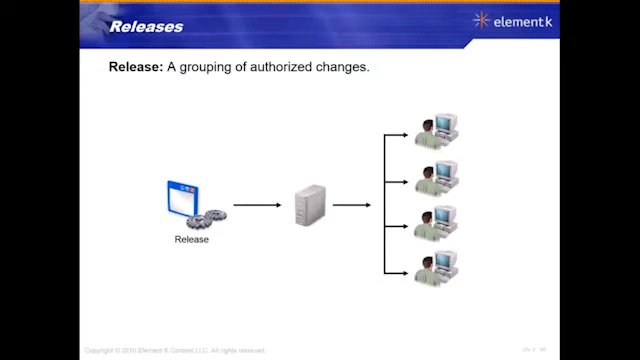 Releases
element k
Release: A grouping of authorized changes.
Release
Copyright © 2010 Element K Content LLC. All rights reserved.